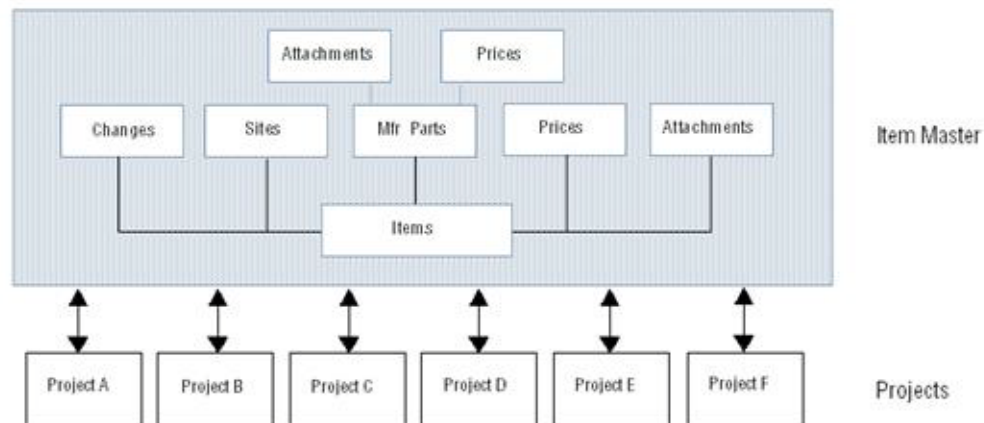 Attachments
Prices
Changes
Sites
Mfr Parts
Prices
Attachments
Item Master
Items
Project A
Project B
Project C
Project D
Project E
Project F
Projects